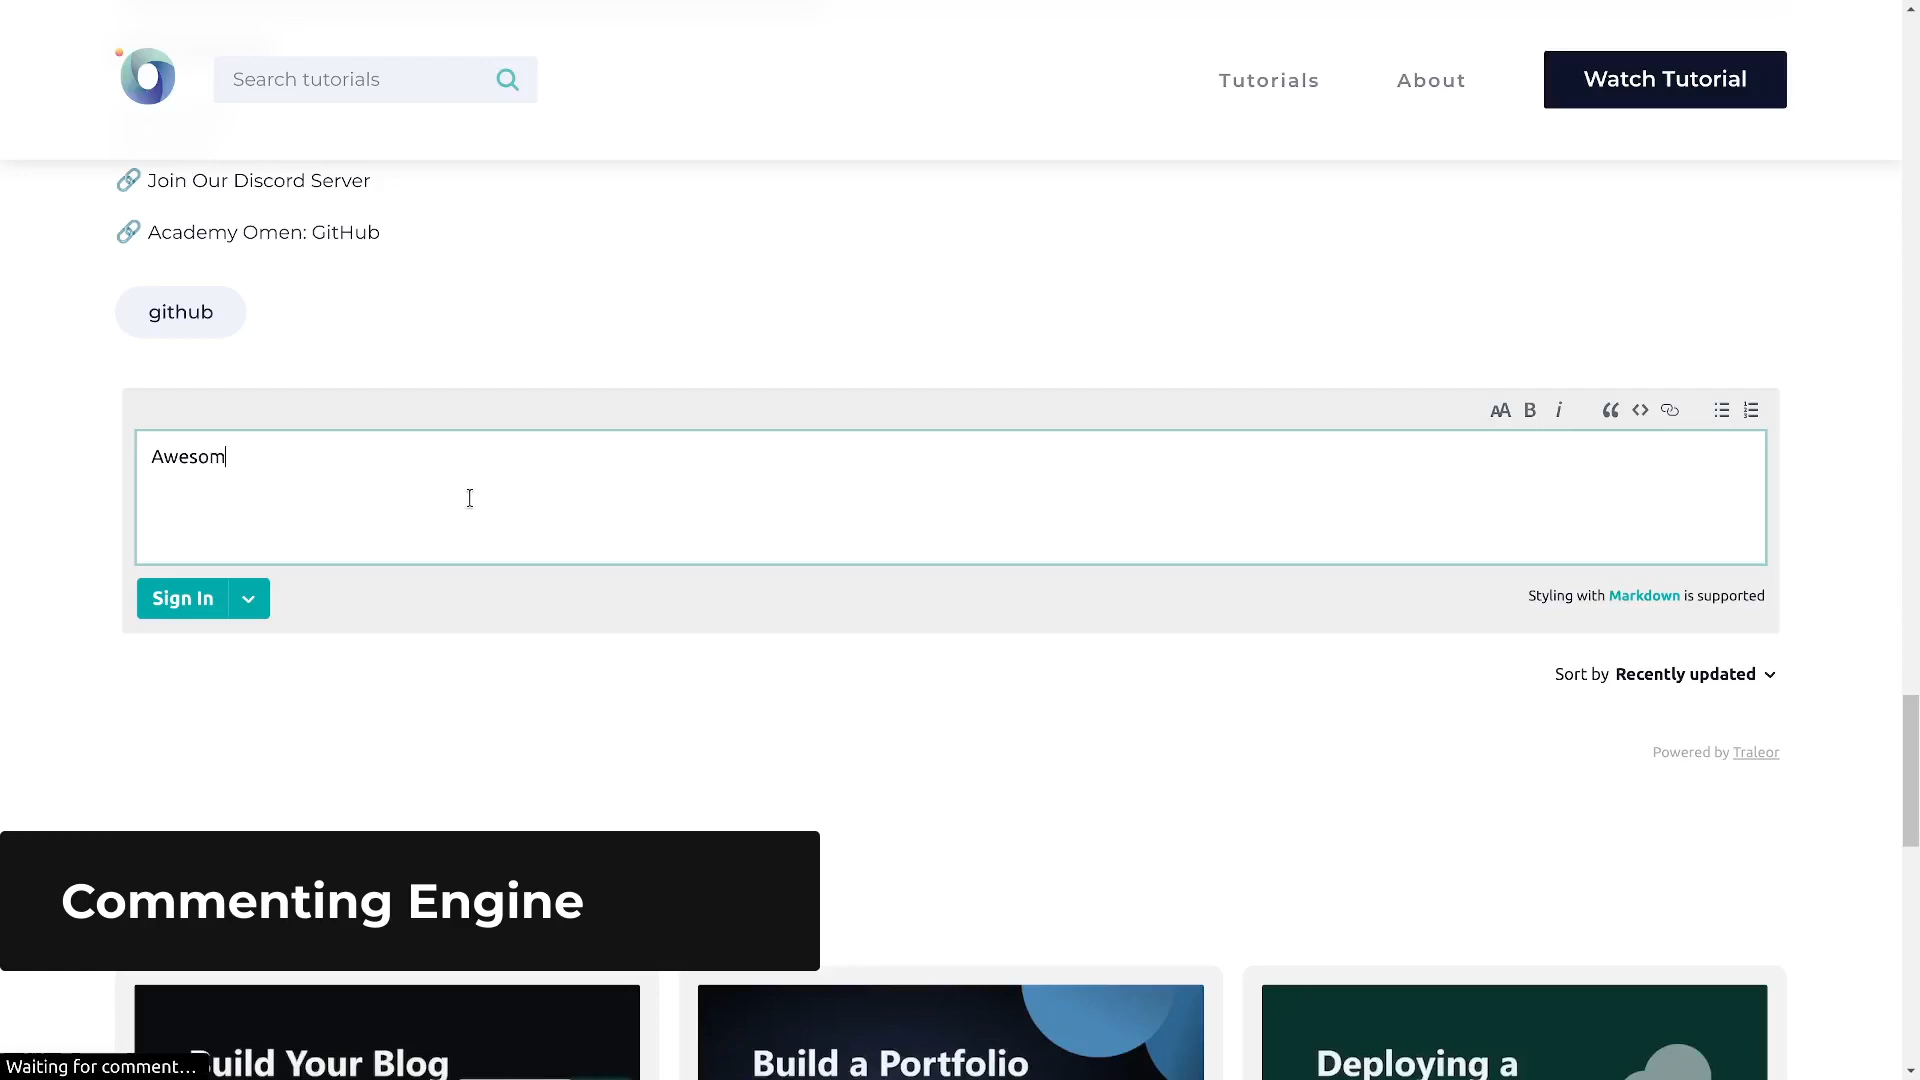 Search tutorials
Tutorials
About
Watch Tutorial
Join Our Discord Server
Academy Omen: GitHub
github
AA B i
Awesom
Sign In
Styling with Markdown is supported
Sort by Recently updated
Powered by Traleor
Commenting Engine
Build Your Blog
Build a Portfolio
Deploying a
Waiting for comment...